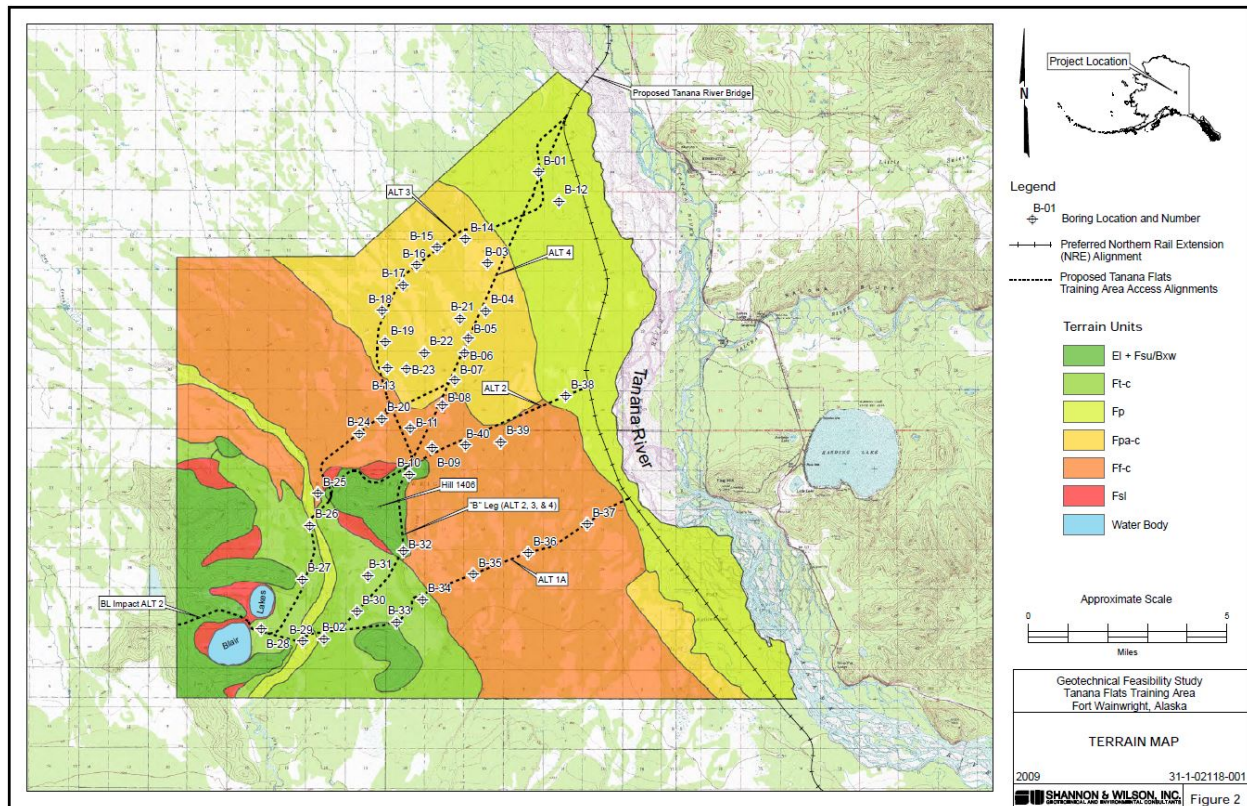 Proposed Tanana River Bridge
B-01
B-12
ALT 3
B-14
B-15
B-16
B-03
ALT 4
B-17
B-18
B-21
B-04
B-19
B-05
B-22
B-06
B-23
B-13
B-07
ALT 2
B-38
B-08
B-20
B-24
B-11
B-40
B-39
B-09
B-10
Hill 1406
B-25
"B" Leg (ALT 2, 3, & 4)
B-26
B-37
B-32
B-36
B-31
B-35
ALT 1A
B-27
B-34
BL Impact ALT 2
Lakes
B-30
B-33
B-02
B-29
B-28
Blair
Tanana River
HARDING LAKE
N
Project Location
Legend
B-01
Boring Location and Number
Preferred Northern Rail Extension
(NRE) Alignment
Proposed Tanana Flats
Training Area Access Alignments
Terrain Units
El + Fsu/Bxw
Ft-c
Fp
Fpa-c
Ff-c
Fsl
Water Body
Approximate Scale
0 5
Miles
Geotechnical Feasibility Study
Tanana Flats Training Area
Fort Wainwright, Alaska
TERRAIN MAP
2009 31-1-02118-001
SHANNON & WILSON, INC.
GEOTECHNICAL AND ENVIRONMENTAL CONSULTANTS
Figure 2